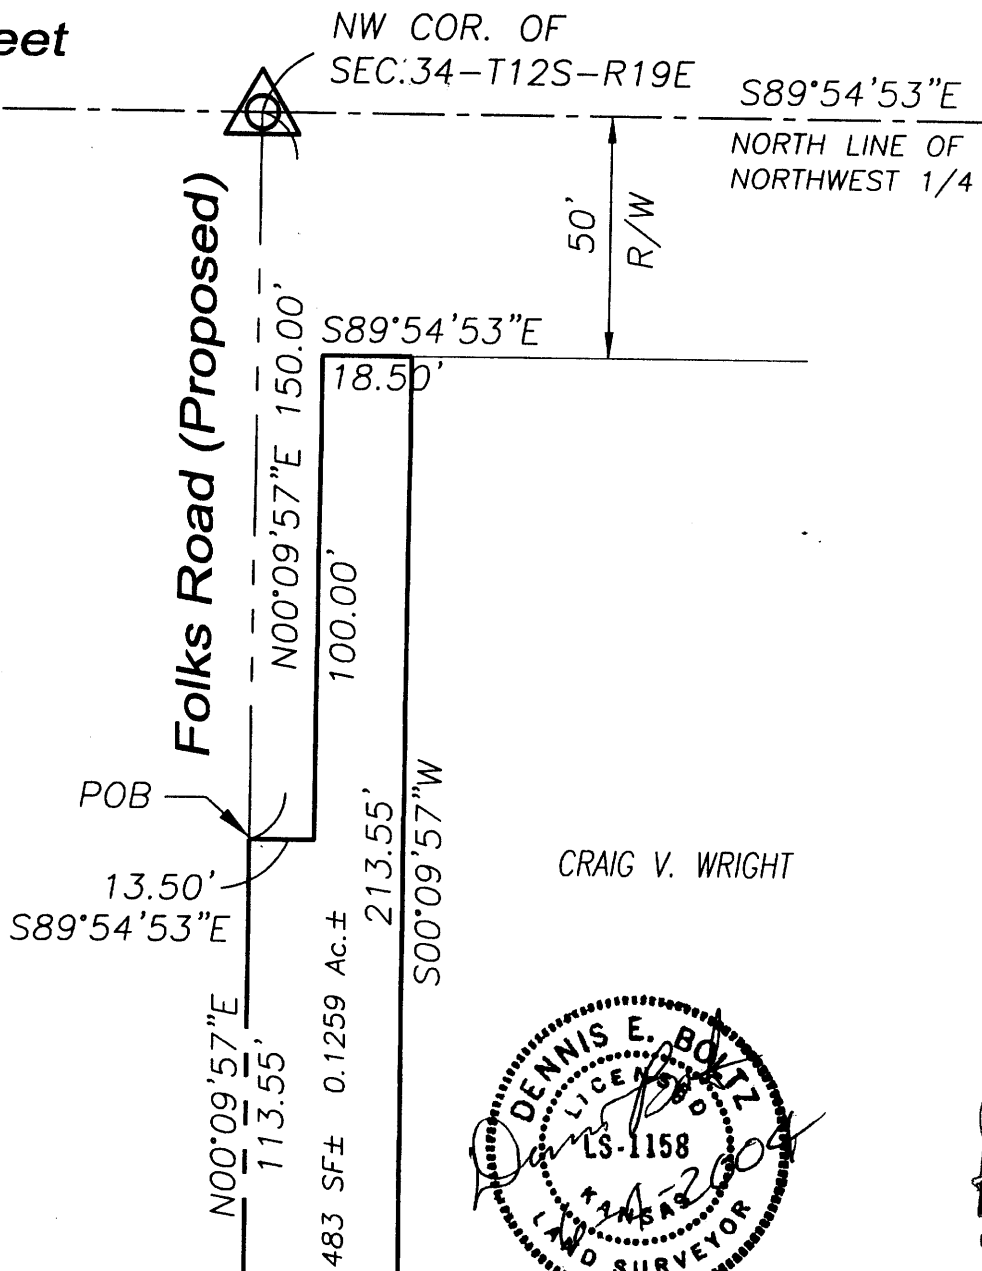 eet
NW COR. OF
SEC.34-T12S-R19E
S89°54'53"E
NORTH LINE OF
NORTHWEST 1/4
50'
R/W
Folks Road (Proposed)
N00°09'57"E 150.00'
S89°54'53"E
18.50'
100.00'
POB
13.50'
S89°54'53"E
213.55'
S00°09'57"W
CRAIG V. WRIGHT
N00°09'57"E
113.55'
483 SF± 0.1259 Ac.±
DENNIS E. BOLTZ
LICENSED
LS-1158
KANSAS
LAND SURVEYOR